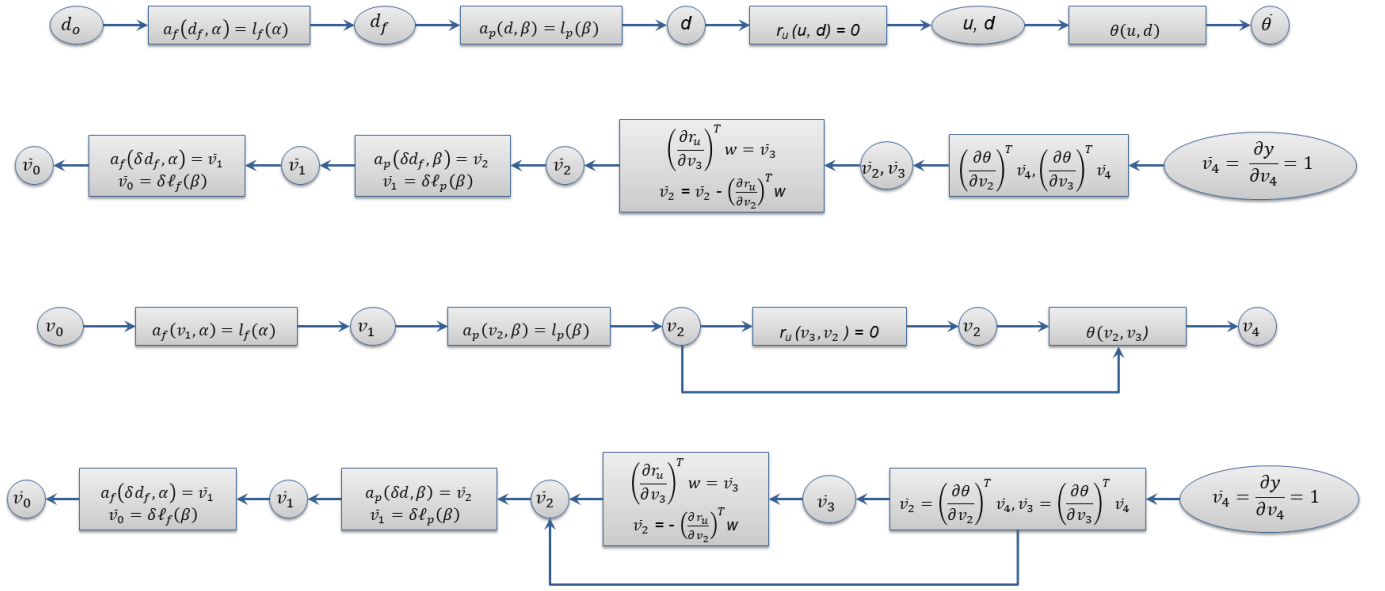 d_o a_f(d_f, α) = l_f(α) d_f a_p(d, β) = l_p(β) d r_u(u, d) = 0 u, d θ(u, d) θ̇
v̇_0 a_f(δd_f, α) = v̇_1 v̇_0 = δℓ_f(β) v̇_1 a_p(δd_f, β) = v̇_2 v̇_1 = δℓ_p(β) v̇_2 (∂r_u/∂v_3)^T w = v̇_3 v̇_2 = v̇_2 - (∂r_u/∂v_2)^T w v̇_2, v̇_3 (∂θ/∂v_2)^T v̇_4, (∂θ/∂v_3)^T v̇_4 v̇_4 = ∂y/∂v_4 = 1
v_0 a_f(v_1, α) = l_f(α) v_1 a_p(v_2, β) = l_p(β) v_2 r_u(v_3, v_2 ) = 0 v_2 θ(v_2, v_3) v_4
v̇_0 a_f(δd_f, α) = v̇_1 v̇_0 = δℓ_f(β) v̇_1 a_p(δd, β) = v̇_2 v̇_1 = δℓ_p(β) v̇_2 (∂r_u/∂v_3)^T w = v̇_3 v̇_2 = - (∂r_u/∂v_2)^T w v̇_3 v̇_2 = (∂θ/∂v_2)^T v̇_4, v̇_3 = (∂θ/∂v_3)^T v̇_4 v̇_4 = ∂y/∂v_4 = 1